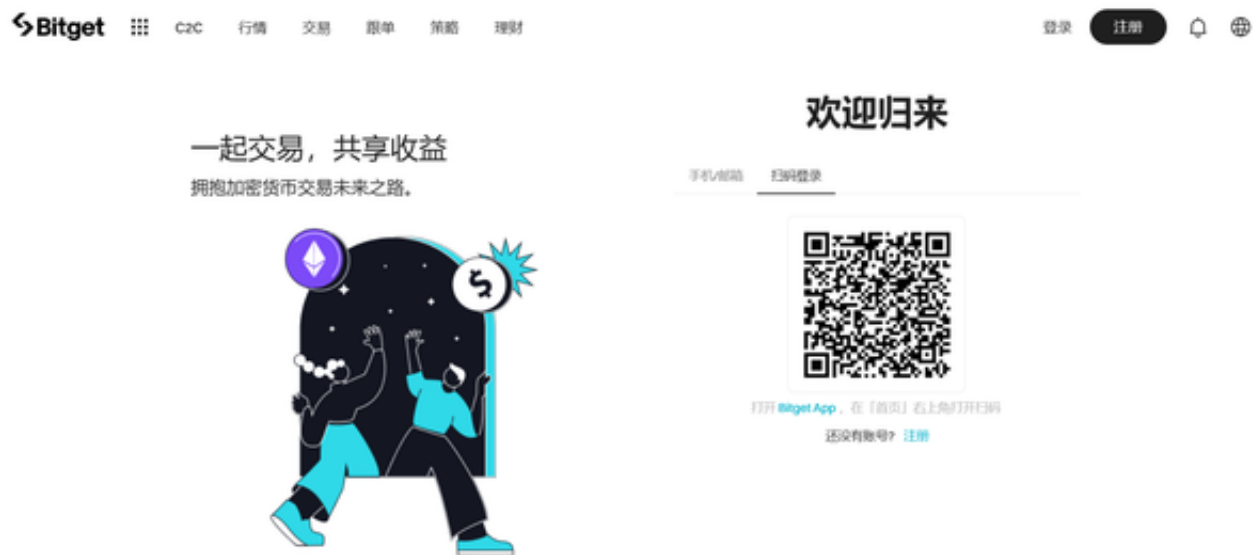 Bitget C2C 行情 交易 跟单 策略 理财 登录 注册
一起交易，共享收益
拥抱加密货币交易未来之路。
欢迎归来
手机/邮箱 扫码登录
打开 Bitget App，在「首页」右上角打开扫码
还没有账号？ 注册